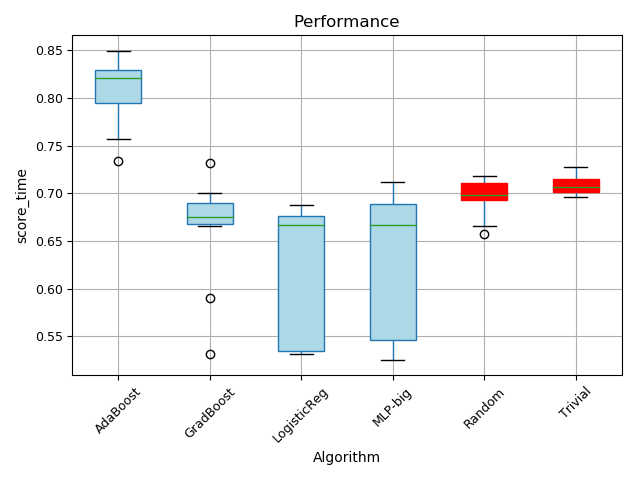 Performance
score_time
0.85
0.80
0.75
0.70
0.65
0.60
0.55
AdaBoost
GradBoost
LogisticReg
MLP-big
Random
Trivial
Algorithm